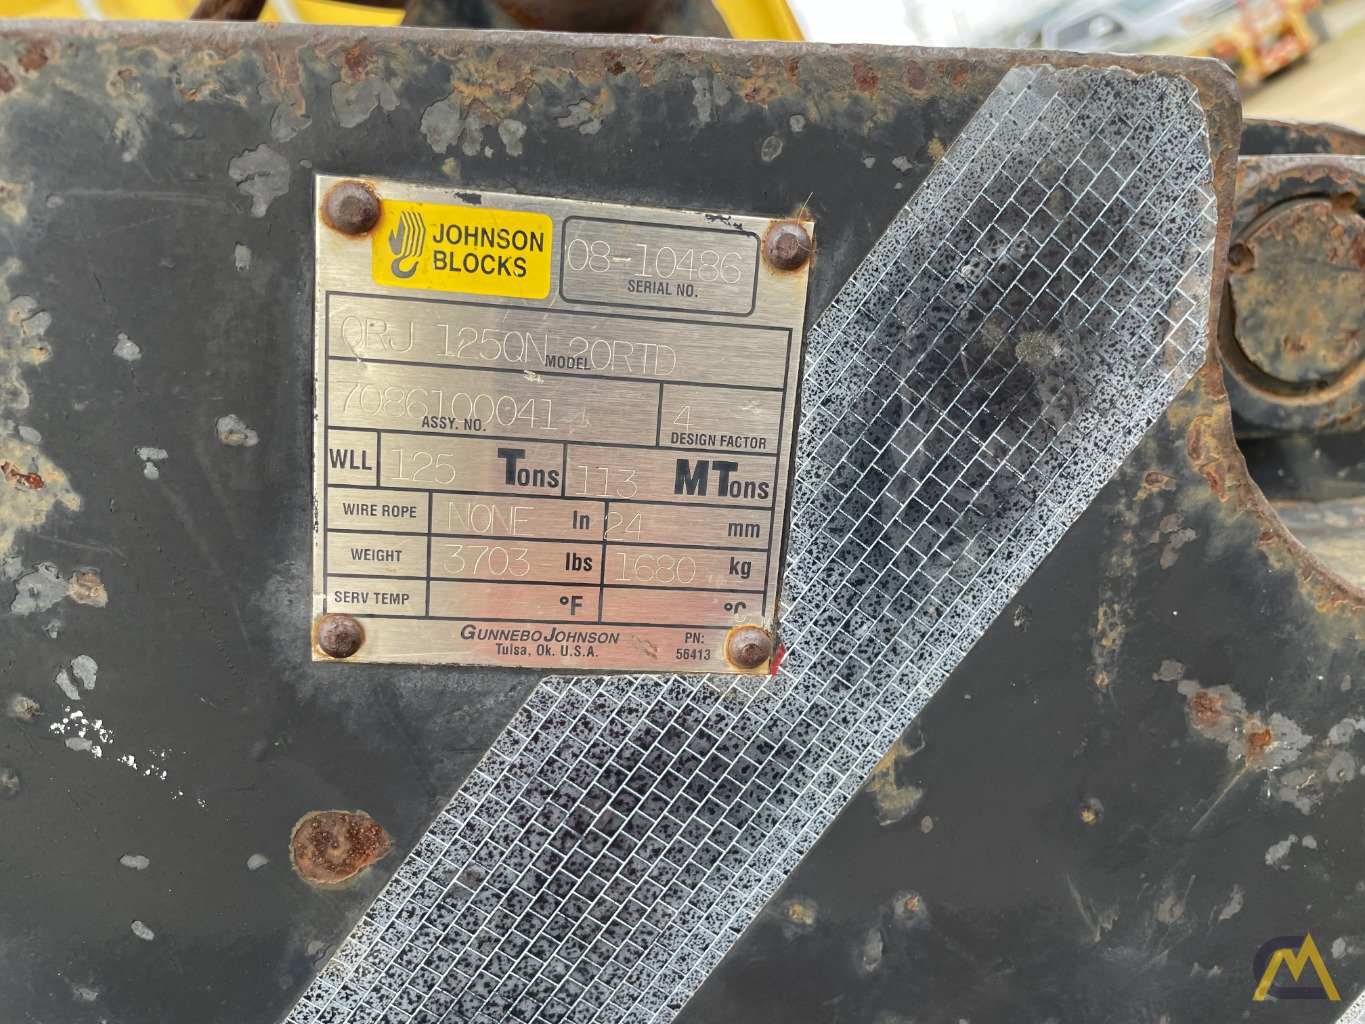 JOHNSON
BLOCKS
08-10486
SERIAL NO.
QRJ 125QN 20RTD
MODEL
7086100041
ASSY. NO.
4
DESIGN FACTOR
WLL 125 Tons 113 MTons
WIRE ROPE NONE In 24 mm
WEIGHT 3703 lbs 1680 kg
SERV TEMP °F °C
GUNNEBO JOHNSON
Tulsa, Ok. U.S.A.
PN:
56413